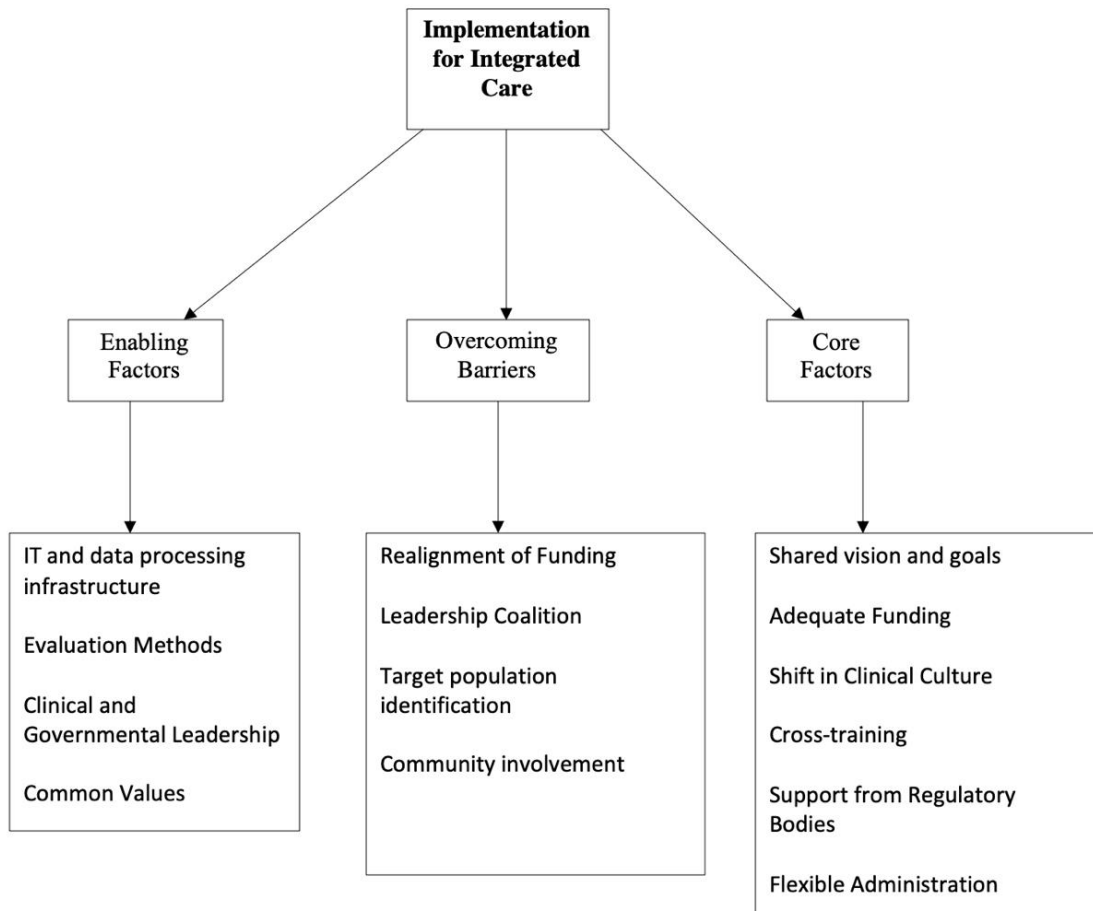 Implementation
for Integrated
Care
Enabling
Factors
Overcoming
Barriers
Core
Factors
IT and data processing
infrastructure
Evaluation Methods
Clinical and
Governmental Leadership
Common Values
Realignment of Funding
Leadership Coalition
Target population
identification
Community involvement
Shared vision and goals
Adequate Funding
Shift in Clinical Culture
Cross-training
Support from Regulatory
Bodies
Flexible Administration